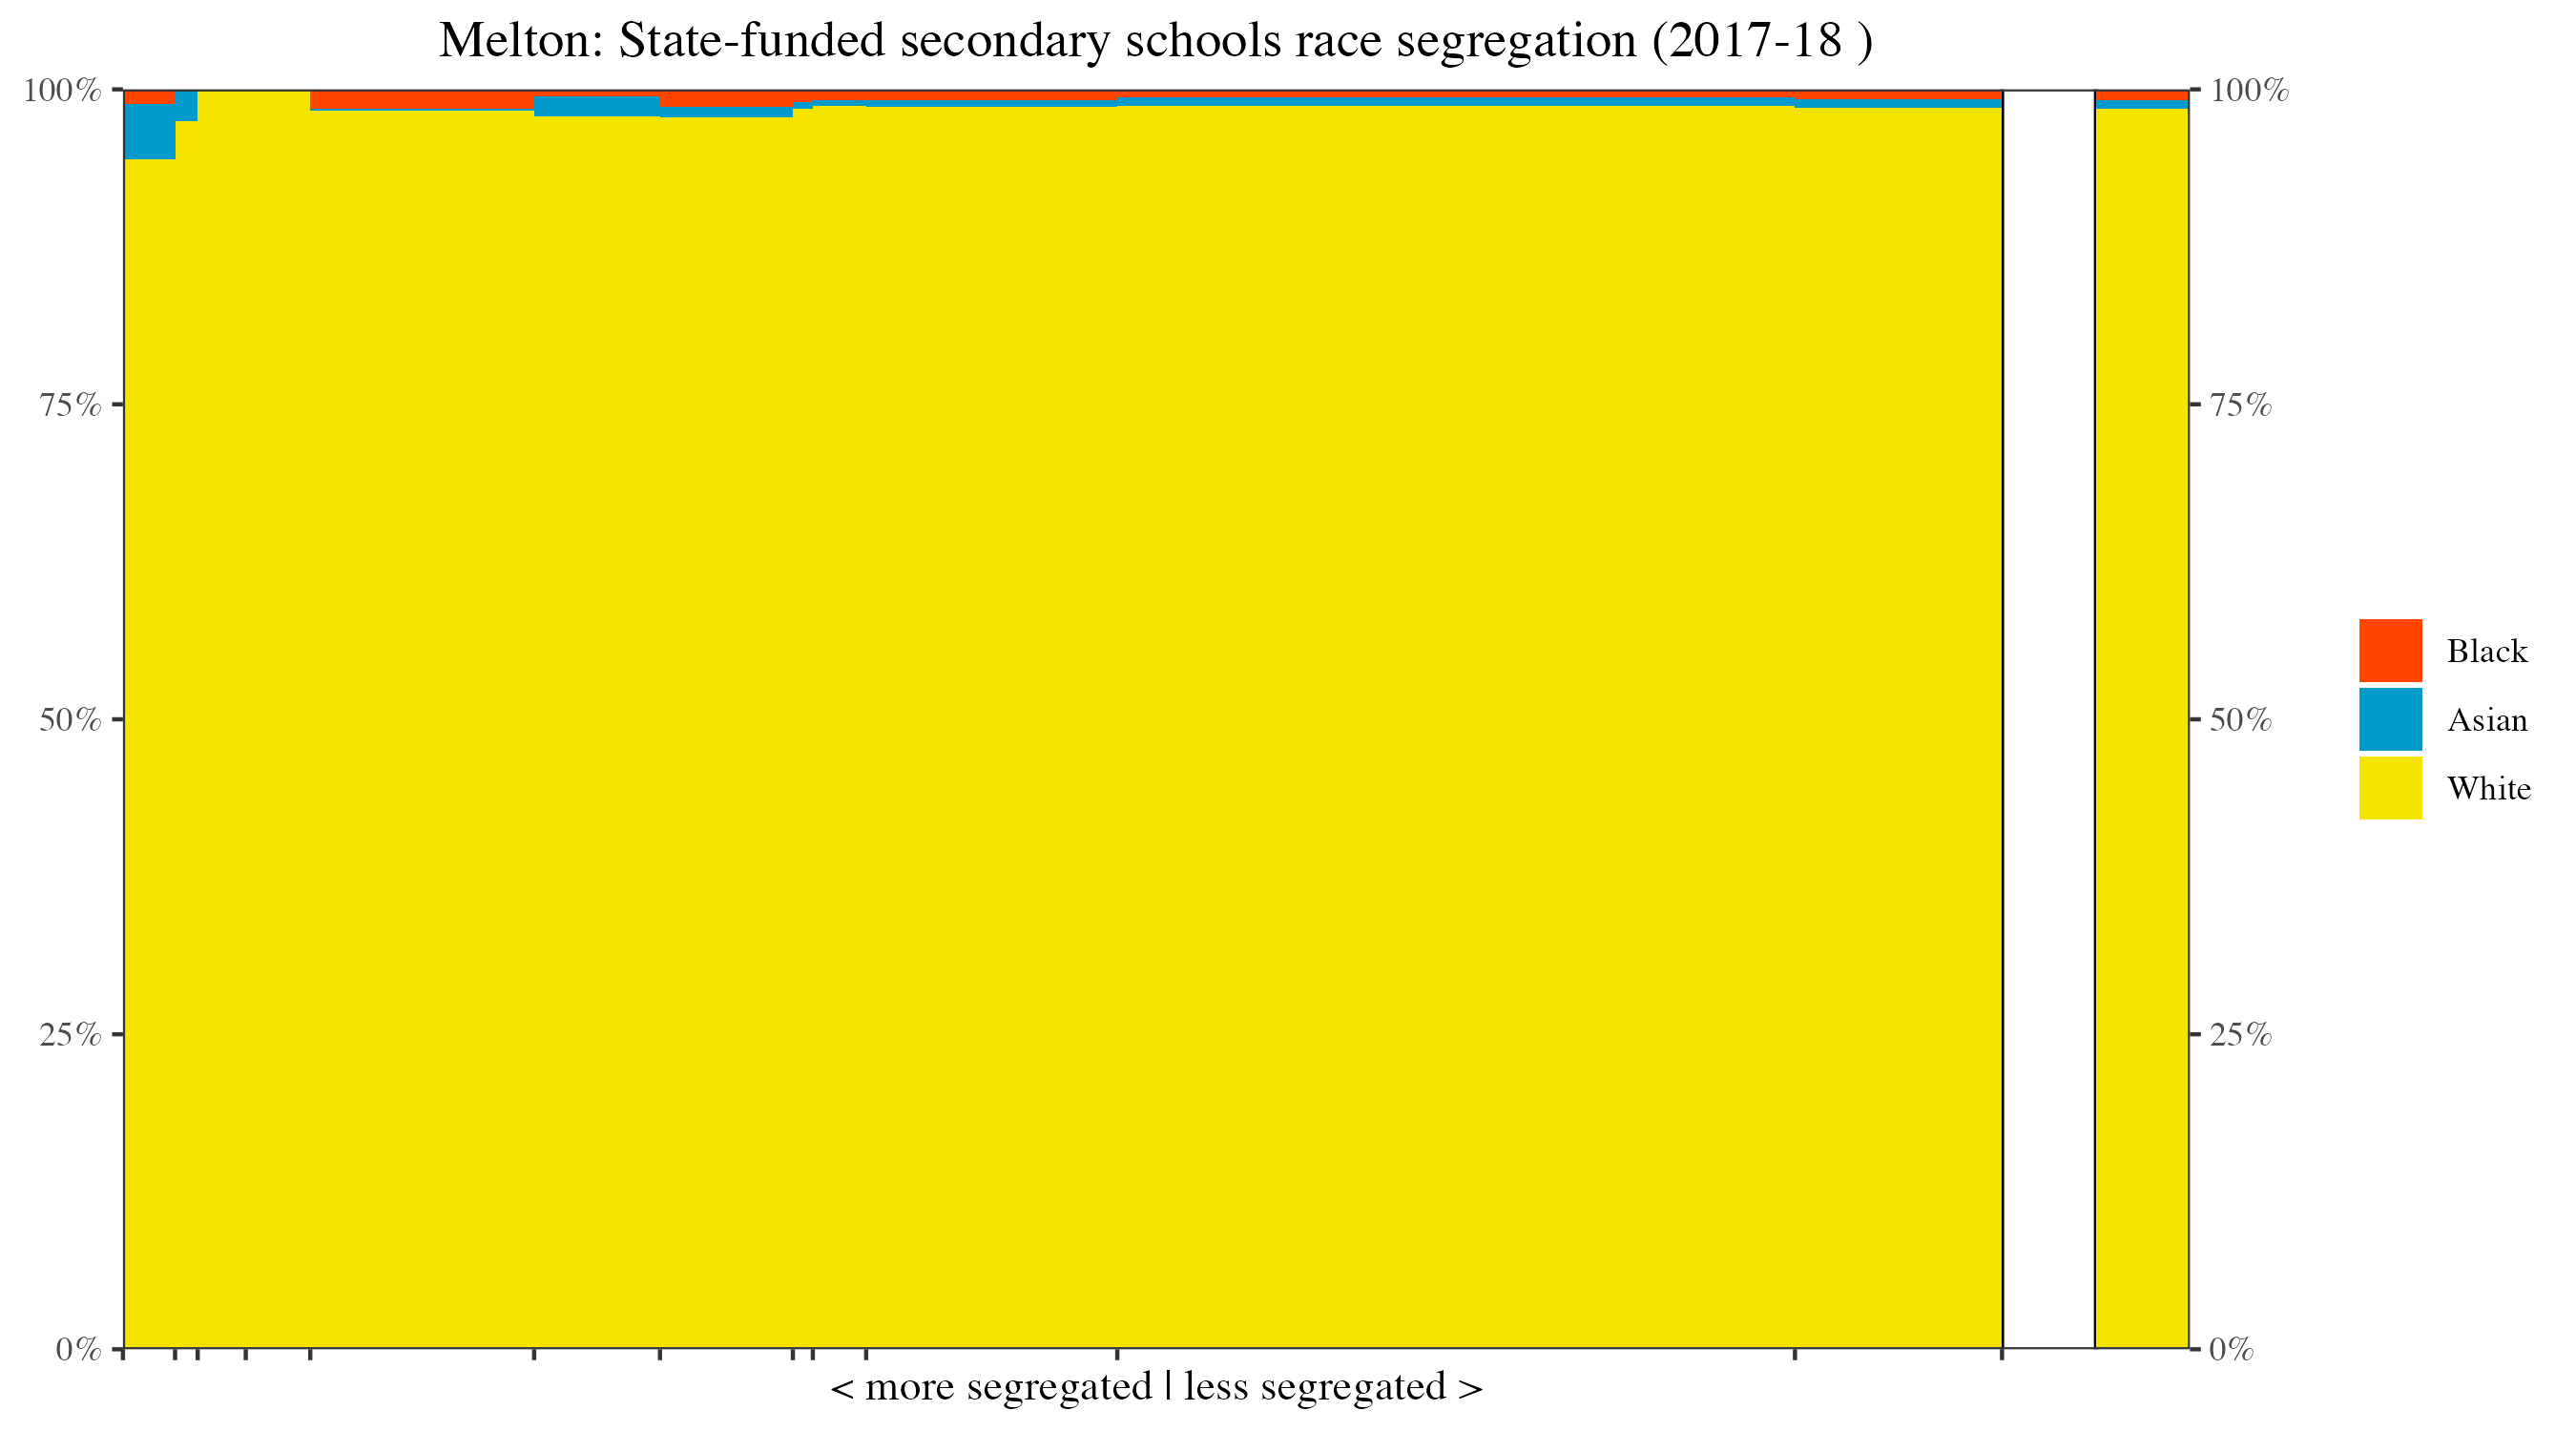 Melton: State-funded secondary schools race segregation (2017-18 )
100%
100%
75%
75%
50%
50%
25%
25%
0%
0%
Black
Asian
White
< more segregated | less segregated >